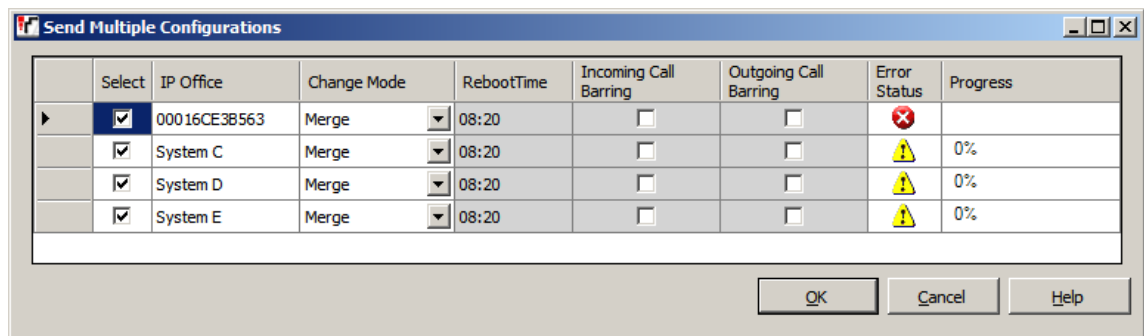 Send Multiple Configurations
Select IP Office Change Mode RebootTime Incoming Call Barring Outgoing Call Barring Error Status Progress
00016CE3B563 Merge 08:20
System C Merge 08:20 0%
System D Merge 08:20 0%
System E Merge 08:20 0%
OK Cancel Help